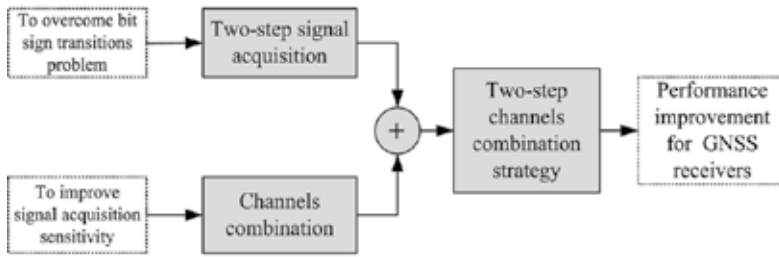 To overcome bit
sign transitions
problem
Two-step signal
acquisition
+
Two-step
channels
combination
strategy
Performance
improvement
for GNSS
receivers
To improve
signal acquisition
sensitivity
Channels
combination